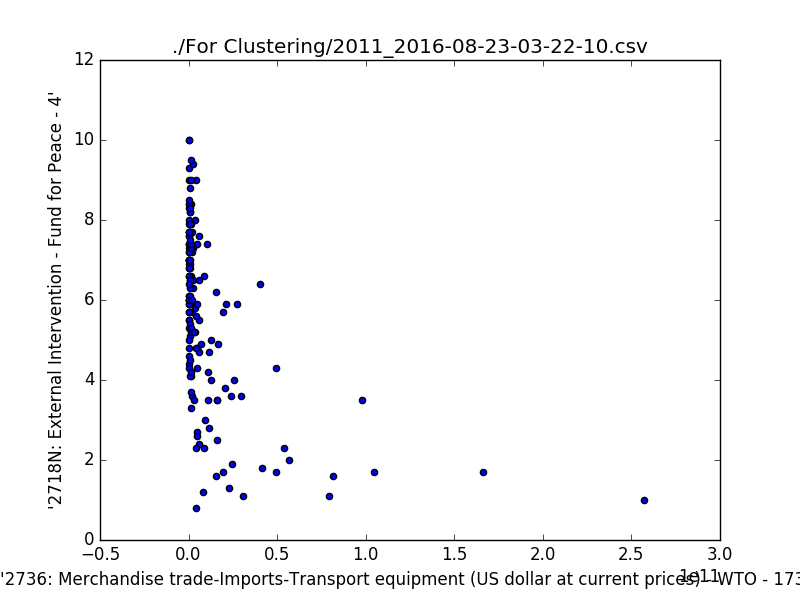 ./For Clustering/2011_2016-08-23-03-22-10.csv
12
10
8
6
4
2
0
'2718N: External Intervention - Fund for Peace - 4'
−0.5 0.0 0.5 1.0 1.5 2.0 2.5 3.0
1e11
'2736: Merchandise trade-Imports-Transport equipment (US dollar at current prices) - WTO - 173